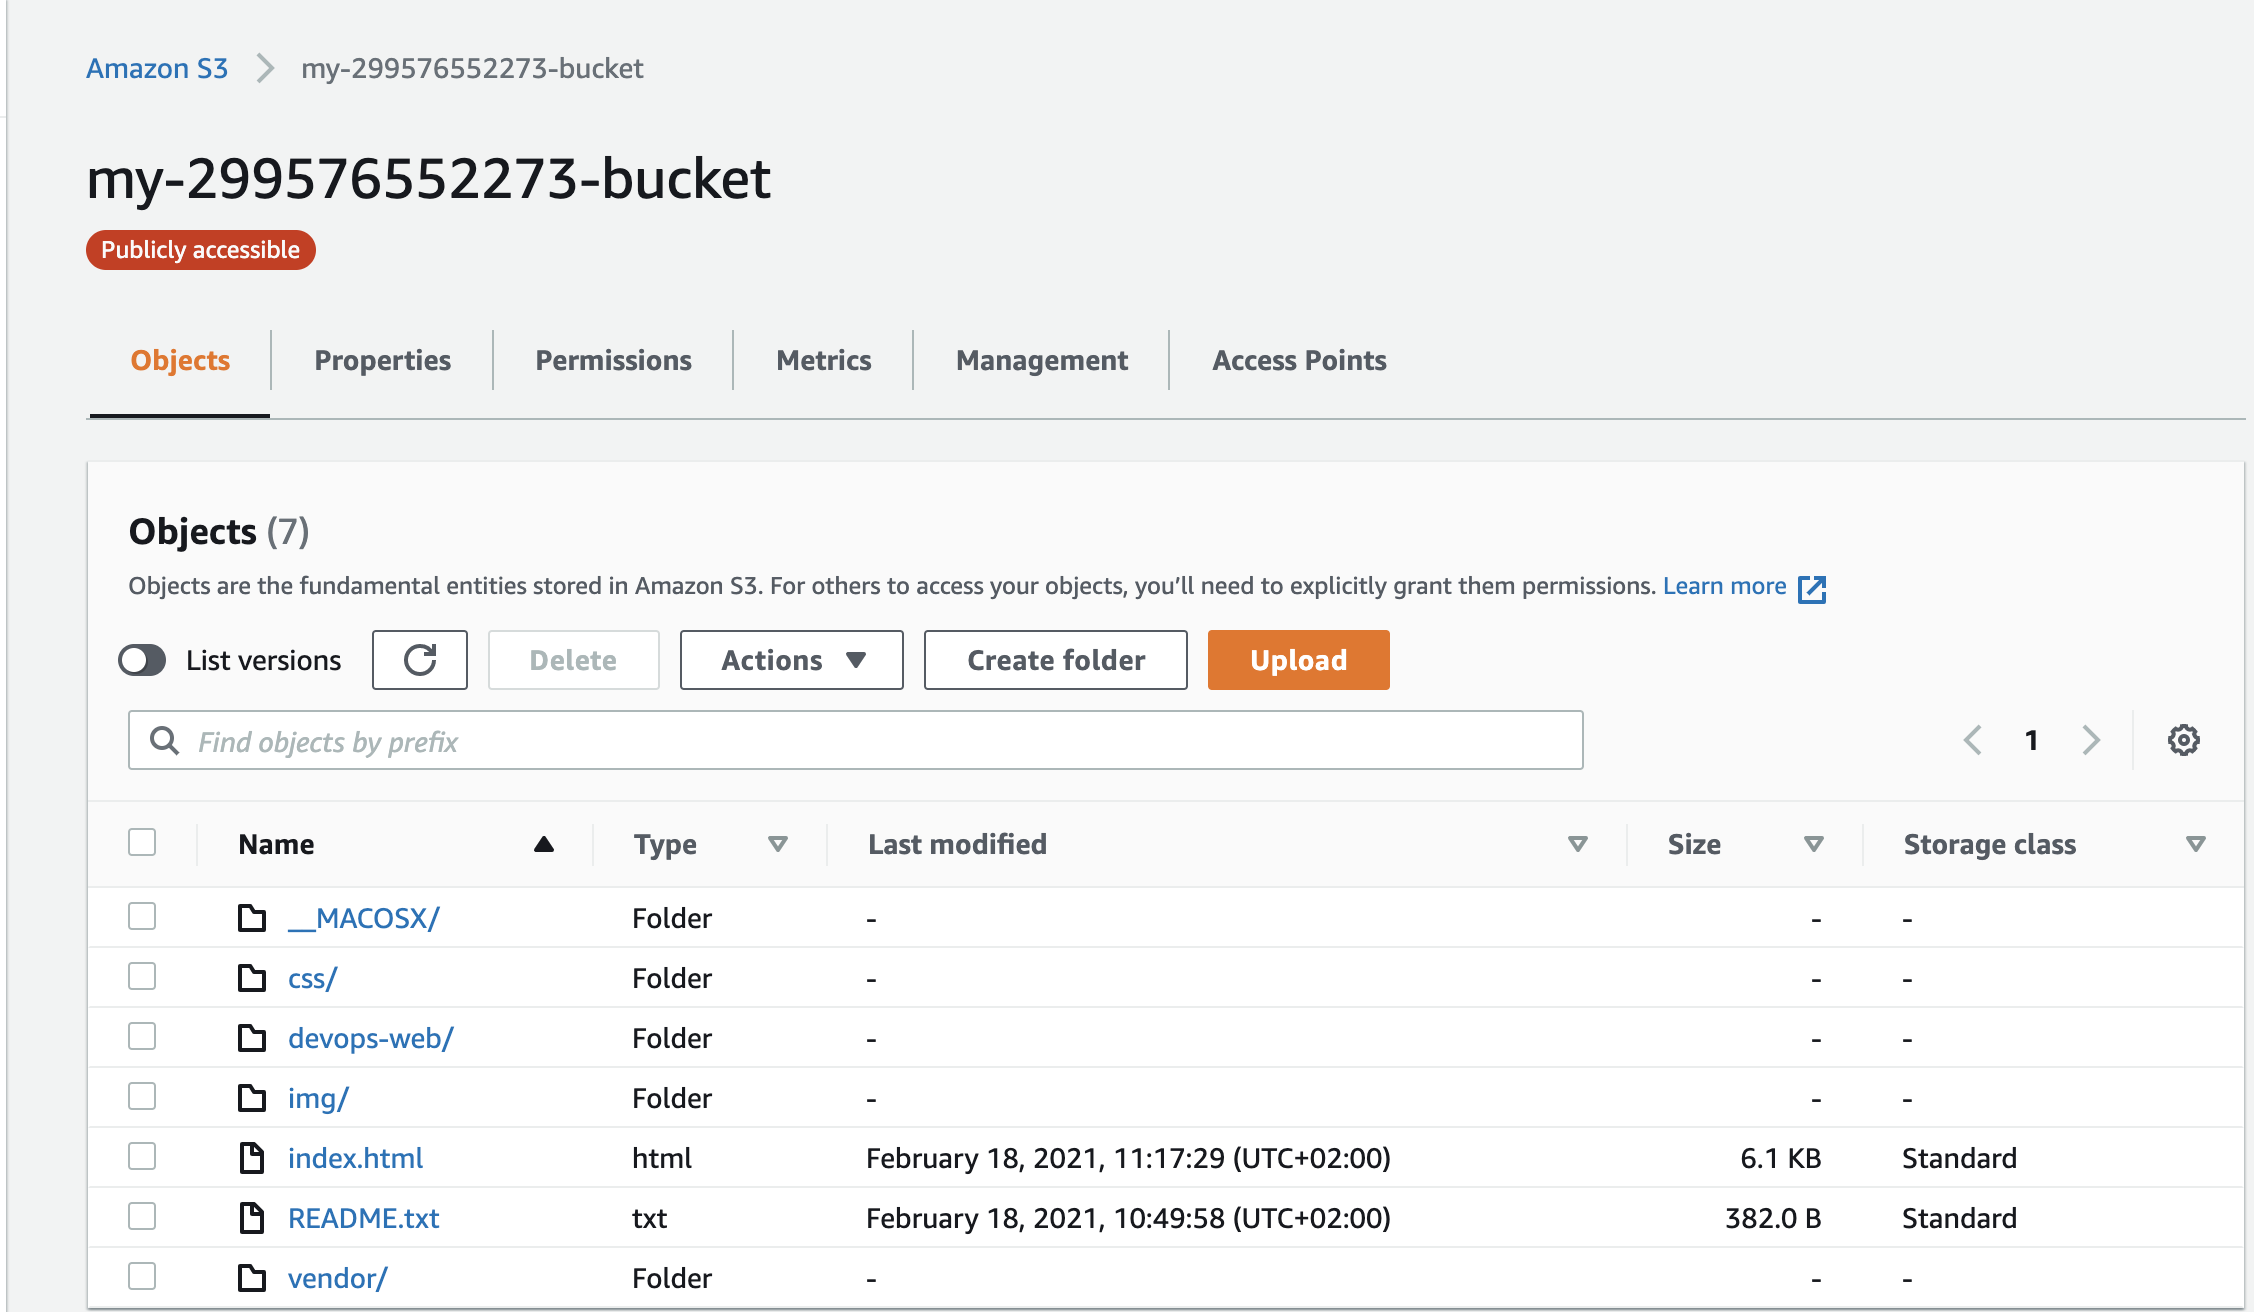 Amazon S3 my-299576552273-bucket
my-299576552273-bucket
Publicly accessible
Objects Properties Permissions Metrics Management Access Points
Objects (7)
Objects are the fundamental entities stored in Amazon S3. For others to access your objects, you’ll need to explicitly grant them permissions. Learn more
List versions Delete Actions Create folder Upload
Find objects by prefix 1
Name Type Last modified Size Storage class
__MACOSX/ Folder - - -
css/ Folder - - -
devops-web/ Folder - - -
img/ Folder - - -
index.html html February 18, 2021, 11:17:29 (UTC+02:00) 6.1 KB Standard
README.txt txt February 18, 2021, 10:49:58 (UTC+02:00) 382.0 B Standard
vendor/ Folder - - -